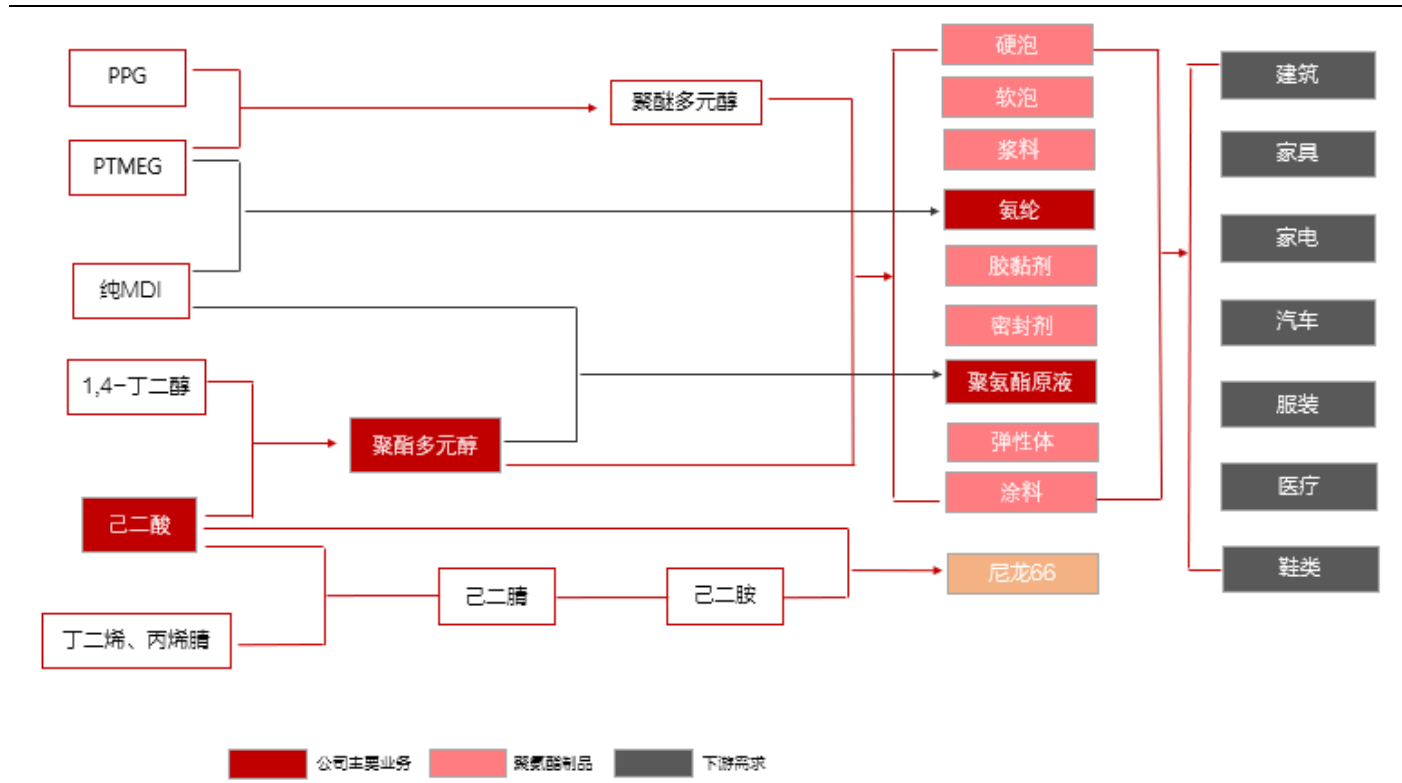 PPG
PTMEG
纯MDI
1,4-丁二醇
己二酸
丁二烯、丙烯腈
聚酯多元醇
己二腈
己二胺
聚醚多元醇
硬泡
软泡
浆料
氨纶
胶黏剂
密封剂
聚氨酯原液
弹性体
涂料
尼龙66
建筑
家具
家电
汽车
服装
医疗
鞋类
公司主要业务
聚氨酯制品
下游需求